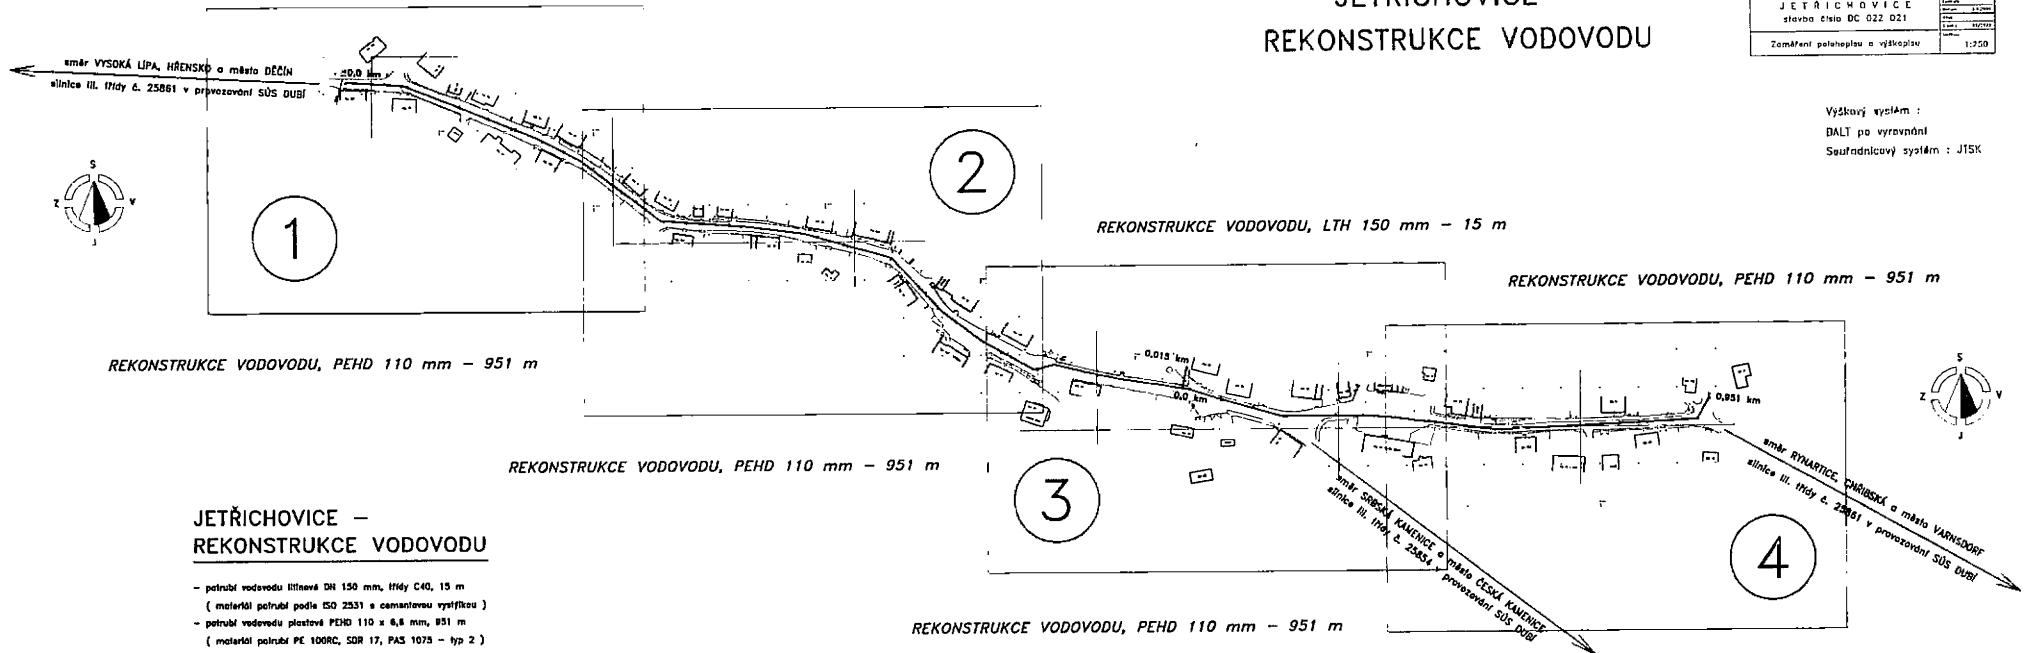 JETŘICHOVICE
REKONSTRUKCE VODOVODU
JETŘICHOVICE
stavba číslo DC 022 021
Zaměření polohopisu a výškopisu
1:250
Výškový systém :
BALT po vyrovnání
Souřadnicový systém : JTSK
směr VYSOKÁ LÍPA, HŘENSKO a město DĚČÍN
silnice III. třídy č. 25861 v provozování SÚS DUBÍ
0,0 km
S
Z
V
J
1
2
REKONSTRUKCE VODOVODU, LTH 150 mm – 15 m
REKONSTRUKCE VODOVODU, PEHD 110 mm – 951 m
REKONSTRUKCE VODOVODU, PEHD 110 mm – 951 m
0,015 km
0,0 km
0,951 km
S
Z
V
J
REKONSTRUKCE VODOVODU, PEHD 110 mm – 951 m
3
4
směr SRBSKÁ KAMENICE a město ČESKÁ KAMENICE
silnice III. třídy č. 25854 provozování SÚS DUBÍ
směr RYNARTICE, CHŘIBSKÁ a město VARNSDORF
silnice III. třídy č. 25861 v provozování SÚS DUBÍ
JETŘICHOVICE –
REKONSTRUKCE VODOVODU
– potrubí vodovodu litinové DN 150 mm, třídy C40, 15 m
( materiál potrubí podle ISO 2531 s cementovou vystýlkou )
– potrubí vodovodu plastové PEHD 110 x 6,6 mm, 951 m
( materiál potrubí PE 100RC, SDR 17, PAS 1075 – typ 2 )
REKONSTRUKCE VODOVODU, PEHD 110 mm – 951 m